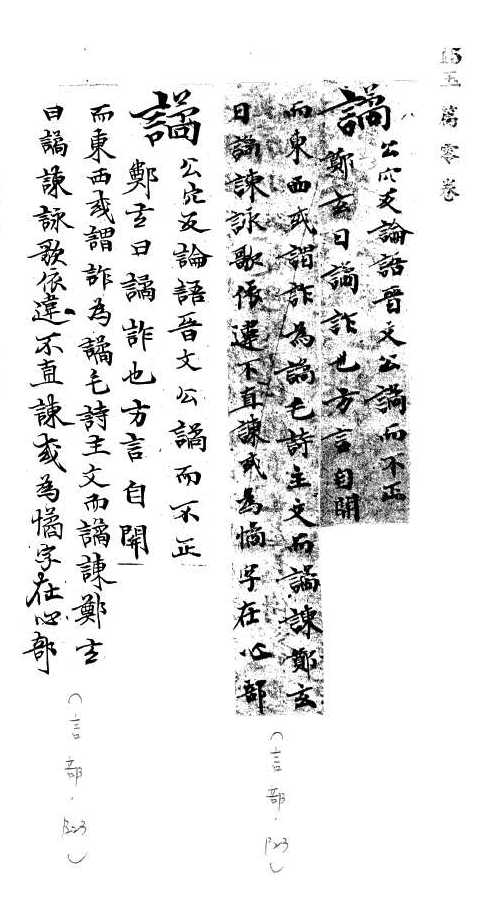 15
玉篇零卷
譎公穴反論語晉文公譎而不正
鄭玄曰譎詐也方言自關
而東西或謂詐為譎毛詩主文而譎諫鄭玄
曰譎諫詠歌依違不直諫或為憰字在心部
（言部．P.23）
譎公穴反論語晉文公譎而不正
鄭玄曰譎詐也方言自關
而東西或謂詐為譎毛詩主文而譎諫鄭玄
曰譎諫詠歌依違不直諫或為憰字在心部
（言部．P.23）